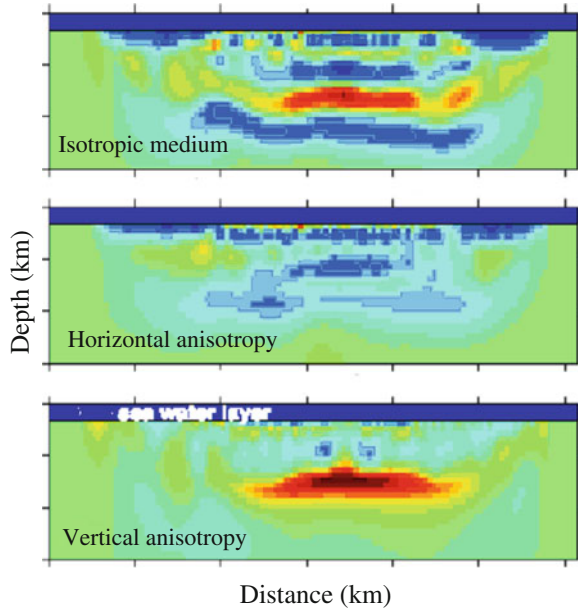 Isotropic medium
Depth (km)
Horizontal anisotropy
sea water layer
Vertical anisotropy
Distance (km)